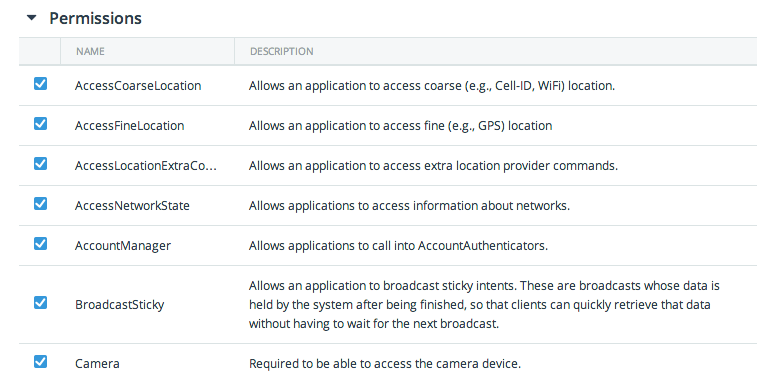 Permissions
NAME DESCRIPTION
AccessCoarseLocation Allows an application to access coarse (e.g., Cell-ID, WiFi) location.
AccessFineLocation Allows an application to access fine (e.g., GPS) location
AccessLocationExtraCo... Allows an application to access extra location provider commands.
AccessNetworkState Allows applications to access information about networks.
AccountManager Allows applications to call into AccountAuthenticators.
Allows an application to broadcast sticky intents. These are broadcasts whose data is
BroadcastSticky held by the system after being finished, so that clients can quickly retrieve that data
without having to wait for the next broadcast.
Camera Required to be able to access the camera device.